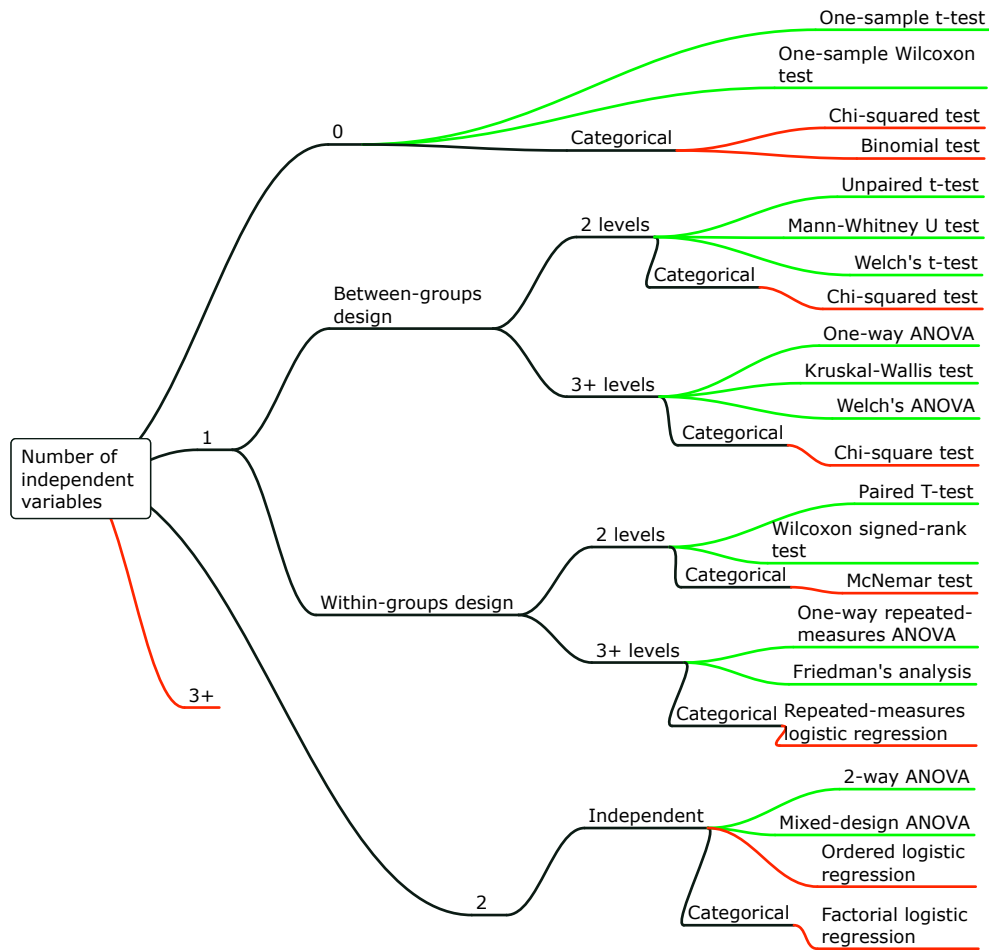 One-sample t-test
One-sample Wilcoxon
test
0
Categorical
Chi-squared test
Binomial test
Unpaired t-test
2 levels
Mann-Whitney U test
Welch's t-test
Categorical
Chi-squared test
Between-groups
design
One-way ANOVA
3+ levels
Kruskal-Wallis test
Welch's ANOVA
Categorical
Chi-square test
1
Number of
independent
variables
Paired T-test
2 levels
Wilcoxon signed-rank
test
Categorical
McNemar test
Within-groups design
One-way repeated-
measures ANOVA
3+ levels
Friedman's analysis
Categorical
Repeated-measures
logistic regression
3+
2-way ANOVA
Independent
Mixed-design ANOVA
Ordered logistic
regression
2
Categorical
Factorial logistic
regression